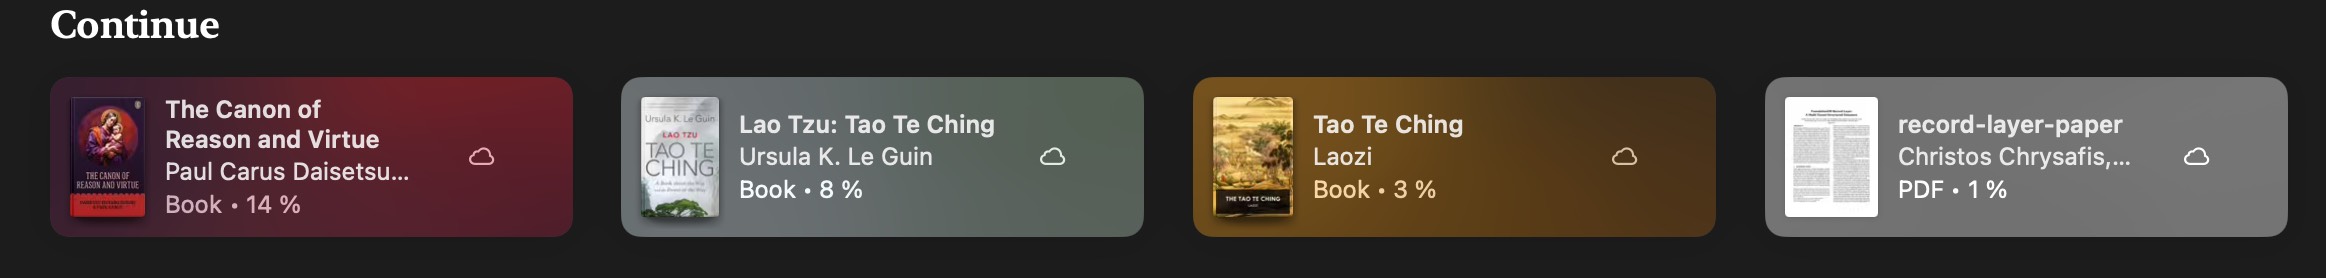 Continue
The Canon of
Reason and Virtue
Paul Carus Daisetsu...
Book • 14 %
THE CANON OF
REASON AND VIRTUE
Ursula K. Le Guin
LAO TZU
TAO TE
CHING
Lao Tzu: Tao Te Ching
Ursula K. Le Guin
Book • 8 %
THE TAO TE CHING
LAOZI
Tao Te Ching
Laozi
Book • 3 %
record-layer-paper
Christos Chrysafis,...
PDF • 1 %